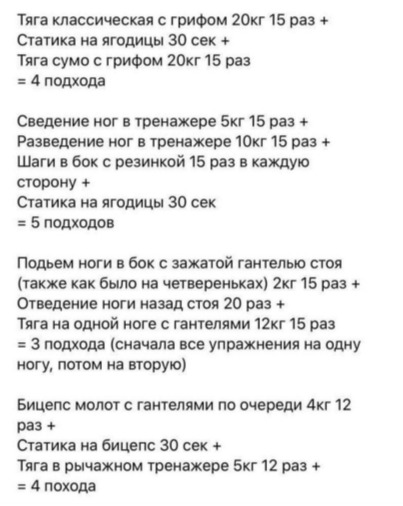 Тяга классическая с грифом 20кг 15 раз +
Статика на ягодицы 30 сек +
Тяга сумо с грифом 20кг 15 раз
= 4 подхода
Сведение ног в тренажере 5кг 15 раз +
Разведение ног в тренажере 10кг 15 раз +
Шаги в бок с резинкой 15 раз в каждую
сторону +
Статика на ягодицы 30 сек
= 5 подходов
Подьем ноги в бок с зажатой гантелью стоя
(также как было на четвереньках) 2кг 15 раз +
Отведение ноги назад стоя 20 раз +
Тяга на одной ноге с гантелями 12кг 15 раз
= 3 подхода (сначала все упражнения на одну
ногу, потом на вторую)
Бицепс молот с гантелями по очереди 4кг 12
раз +
Статика на бицепс 30 сек +
Тяга в рычажном тренажере 5кг 12 раз +
= 4 похода